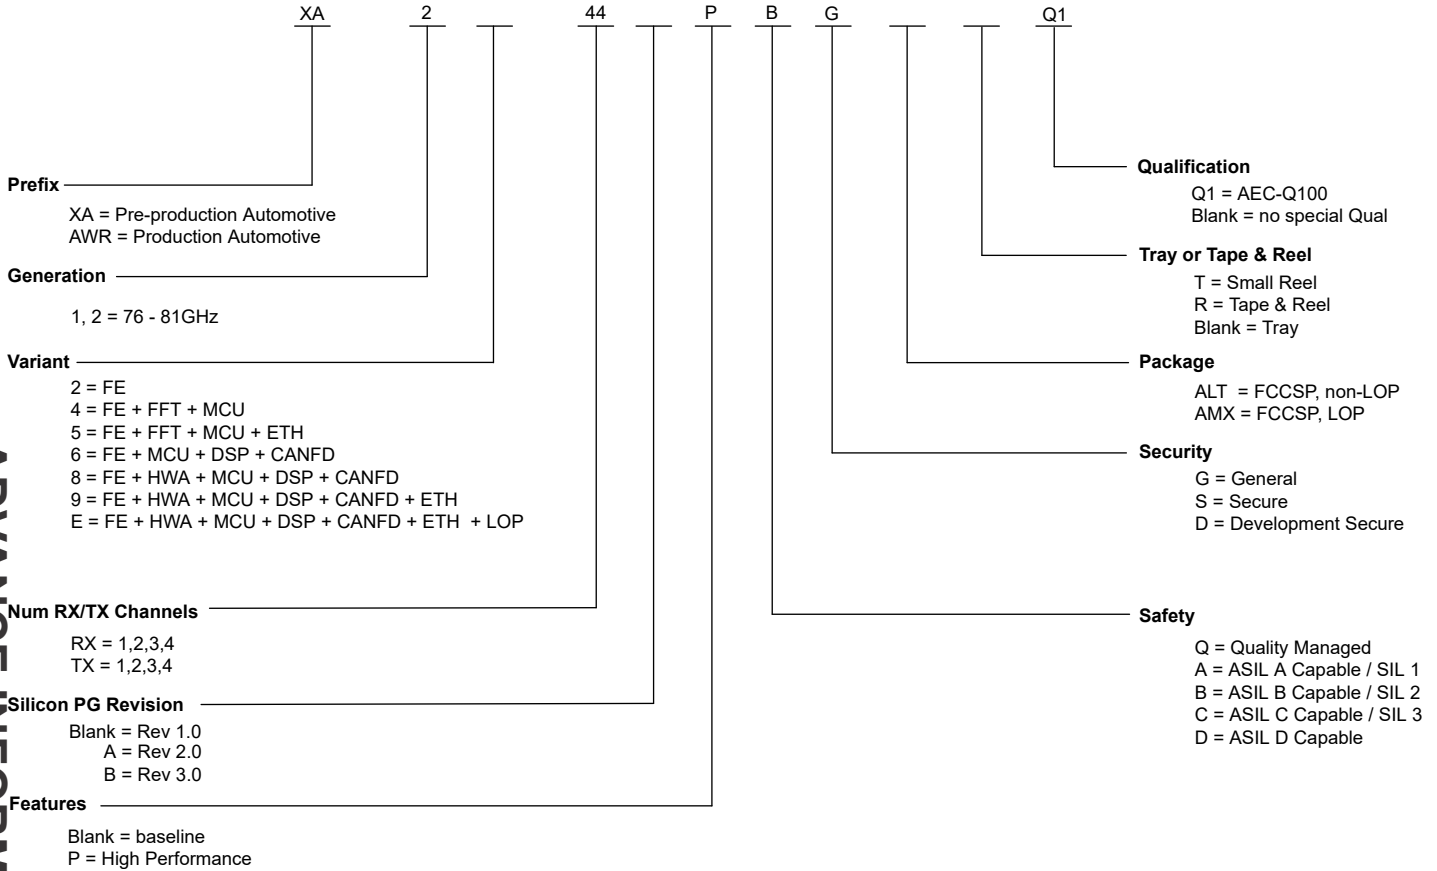 XA 2 44 P B G Q1
Prefix
XA = Pre-production Automotive
AWR = Production Automotive
Generation
1, 2 = 76 - 81GHz
Variant
2 = FE
4 = FE + FFT + MCU
5 = FE + FFT + MCU + ETH
6 = FE + MCU + DSP + CANFD
8 = FE + HWA + MCU + DSP + CANFD
9 = FE + HWA + MCU + DSP + CANFD + ETH
E = FE + HWA + MCU + DSP + CANFD + ETH + LOP
Num RX/TX Channels
RX = 1,2,3,4
TX = 1,2,3,4
Silicon PG Revision
Blank = Rev 1.0
A = Rev 2.0
B = Rev 3.0
Features
Blank = baseline
P = High Performance
Qualification
Q1 = AEC-Q100
Blank = no special Qual
Tray or Tape & Reel
T = Small Reel
R = Tape & Reel
Blank = Tray
Package
ALT = FCCSP, non-LOP
AMX = FCCSP, LOP
Security
G = General
S = Secure
D = Development Secure
Safety
Q = Quality Managed
A = ASIL A Capable / SIL 1
B = ASIL B Capable / SIL 2
C = ASIL C Capable / SIL 3
D = ASIL D Capable